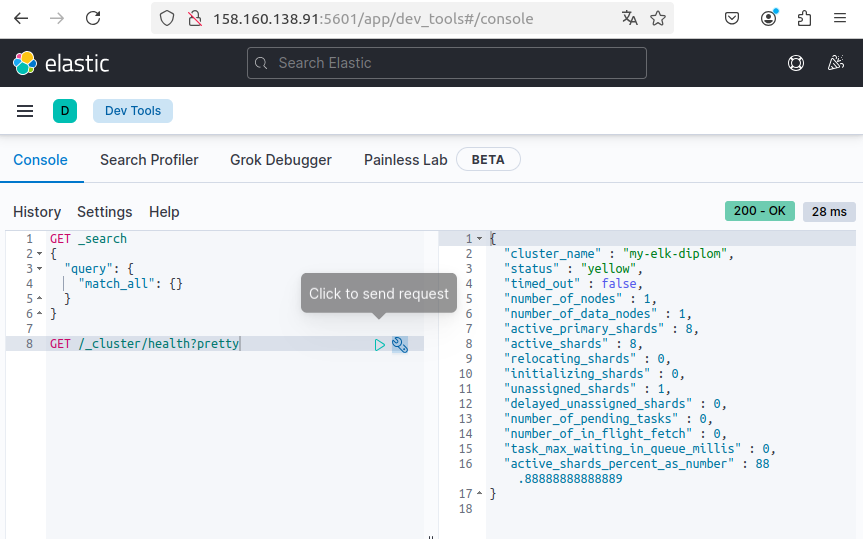 158.160.138.91:5601/app/dev_tools#/console
elastic
Search Elastic
D
Dev Tools
Console
Search Profiler
Grok Debugger
Painless Lab
BETA
History
Settings
Help
200 - OK
28 ms
1 GET _search
2 {
3 "query": {
4 "match_all": {}
5 }
6 }
7
8 GET /_cluster/health?pretty
Click to send request
1 {
2 "cluster_name" : "my-elk-diplom",
3 "status" : "yellow",
4 "timed_out" : false,
5 "number_of_nodes" : 1,
6 "number_of_data_nodes" : 1,
7 "active_primary_shards" : 8,
8 "active_shards" : 8,
9 "relocating_shards" : 0,
10 "initializing_shards" : 0,
11 "unassigned_shards" : 1,
12 "delayed_unassigned_shards" : 0,
13 "number_of_pending_tasks" : 0,
14 "number_of_in_flight_fetch" : 0,
15 "task_max_waiting_in_queue_millis" : 0,
16 "active_shards_percent_as_number" : 88
.88888888888889
17 }
18